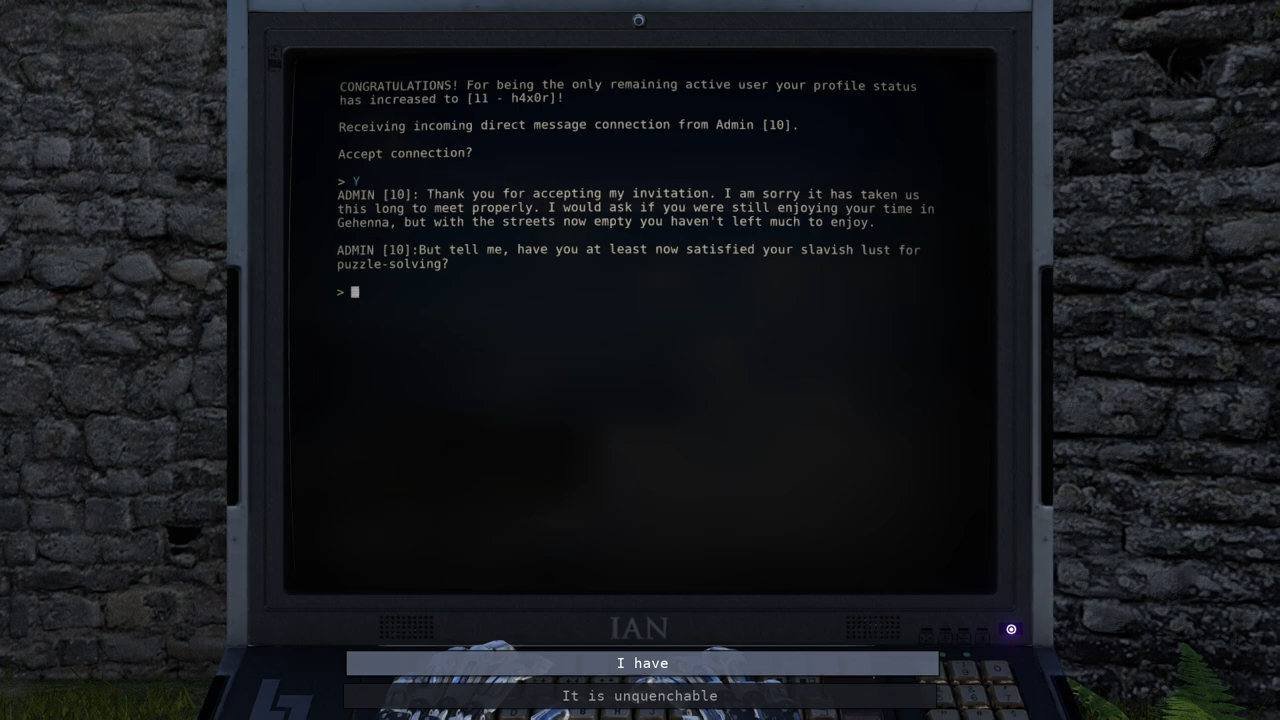 CONGRATULATIONS! For being the only remaining active user your profile status
has increased to [11 - h4x0r]!
Receiving incoming direct message connection from Admin [10].
Accept connection?
> Y
ADMIN [10]: Thank you for accepting my invitation. I am sorry it has taken us
this long to meet properly. I would ask if you were still enjoying your time in
Gehenna, but with the streets now empty you haven't left much to enjoy.
ADMIN [10]:But tell me, have you at least now satisfied your slavish lust for
puzzle-solving?
>
IAN
I have
It is unquenchable